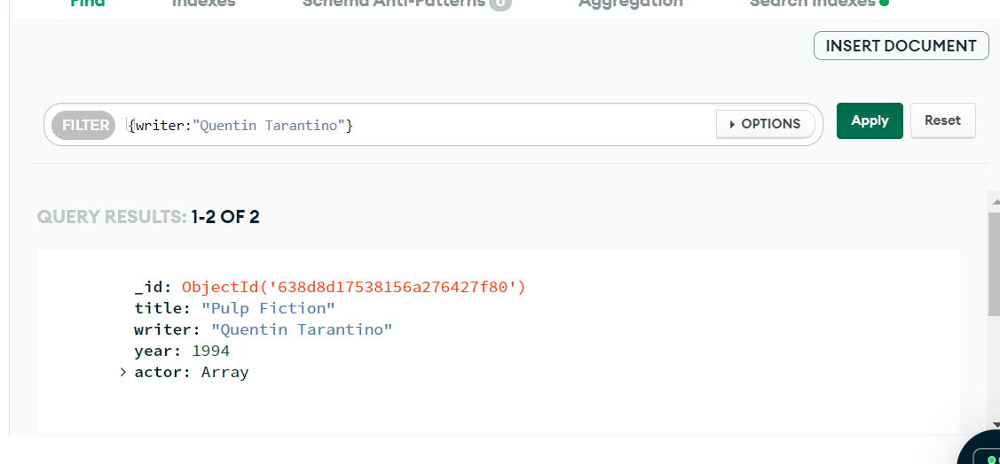 Find Indexes Schema Anti-Patterns 0 Aggregation Search Indexes
INSERT DOCUMENT
FILTER {writer:"Quentin Tarantino"} OPTIONS Apply Reset
QUERY RESULTS: 1-2 OF 2
_id: ObjectId('638d8d17538156a276427f80')
title: "Pulp Fiction"
writer: "Quentin Tarantino"
year: 1994
actor: Array